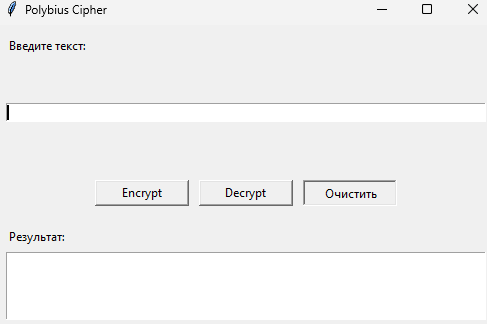 Polybius Cipher
Введите текст:
Encrypt Decrypt Очистить
Результат: